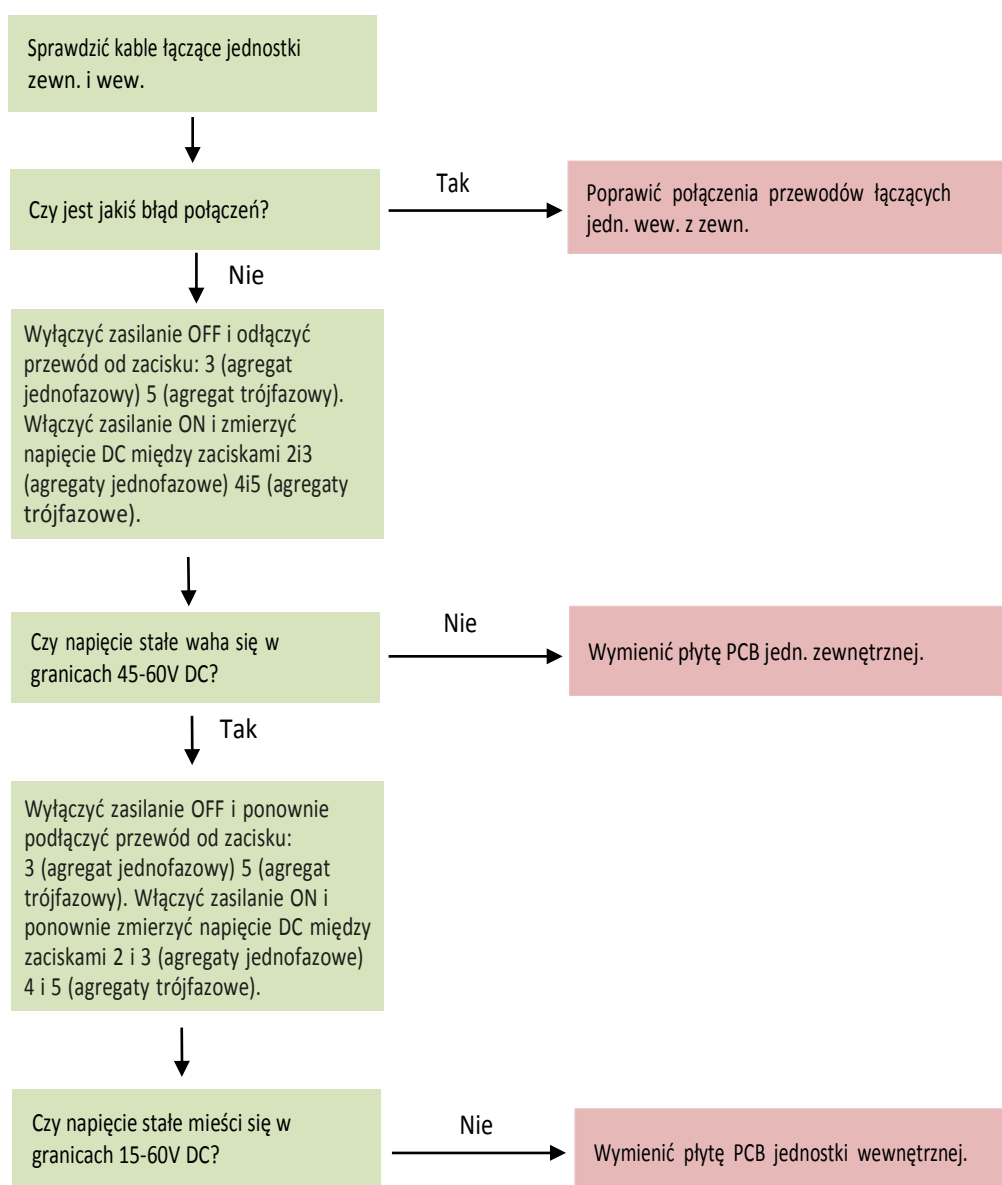 Sprawdzić kable łączące jednostki
zewn. i wew.
Czy jest jakiś błąd połączeń?
Tak
Poprawić połączenia przewodów łączących
jedn. wew. z zewn.
Nie
Wyłączyć zasilanie OFF i odłączyć
przewód od zacisku: 3 (agregat
jednofazowy) 5 (agregat trójfazowy).
Włączyć zasilanie ON i zmierzyć
napięcie DC między zaciskami 2i3
(agregaty jednofazowe) 4i5 (agregaty
trójfazowe).
Czy napięcie stałe waha się w
granicach 45-60V DC?
Nie
Wymienić płytę PCB jedn. zewnętrznej.
Tak
Wyłączyć zasilanie OFF i ponownie
podłączyć przewód od zacisku:
3 (agregat jednofazowy) 5 (agregat
trójfazowy). Włączyć zasilanie ON i
ponownie zmierzyć napięcie DC między
zaciskami 2 i 3 (agregaty jednofazowe)
4 i 5 (agregaty trójfazowe).
Czy napięcie stałe mieści się w
granicach 15-60V DC?
Nie
Wymienić płytę PCB jednostki wewnętrznej.